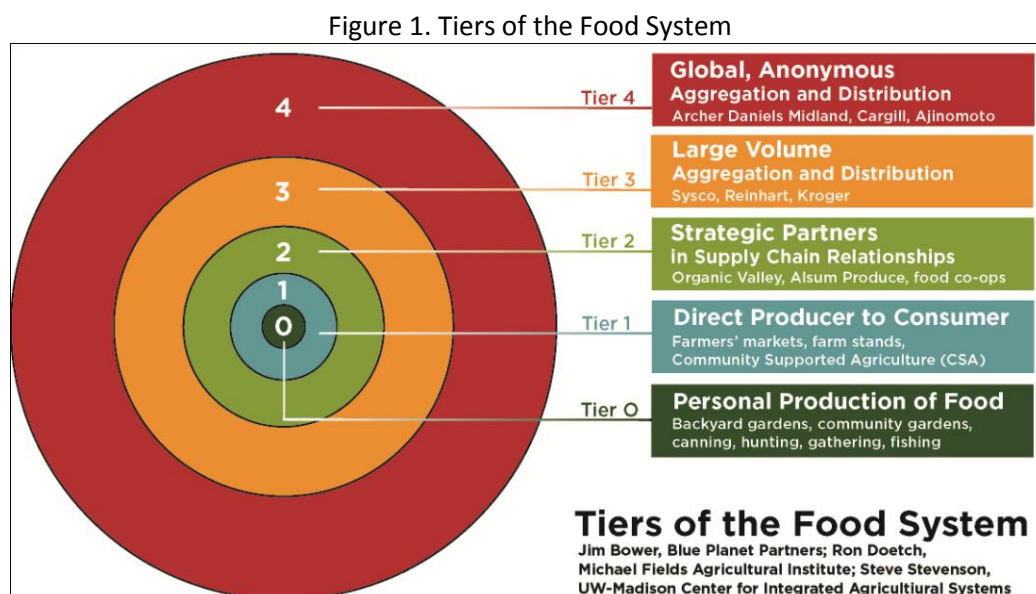 Figure 1. Tiers of the Food System
4
3
2
1
0
Tier 4
Global, Anonymous
Aggregation and Distribution
Archer Daniels Midland, Cargill, Ajinomoto
Tier 3
Large Volume
Aggregation and Distribution
Sysco, Reinhart, Kroger
Tier 2
Strategic Partners
in Supply Chain Relationships
Organic Valley, Alsum Produce, food co-ops
Tier 1
Direct Producer to Consumer
Farmers' markets, farm stands,
Community Supported Agriculture (CSA)
Tier 0
Personal Production of Food
Backyard gardens, community gardens,
canning, hunting, gathering, fishing
Tiers of the Food System
Jim Bower, Blue Planet Partners; Ron Doetch,
Michael Fields Agricultural Institute; Steve Stevenson,
UW-Madison Center for Integrated Agricultiural Systems